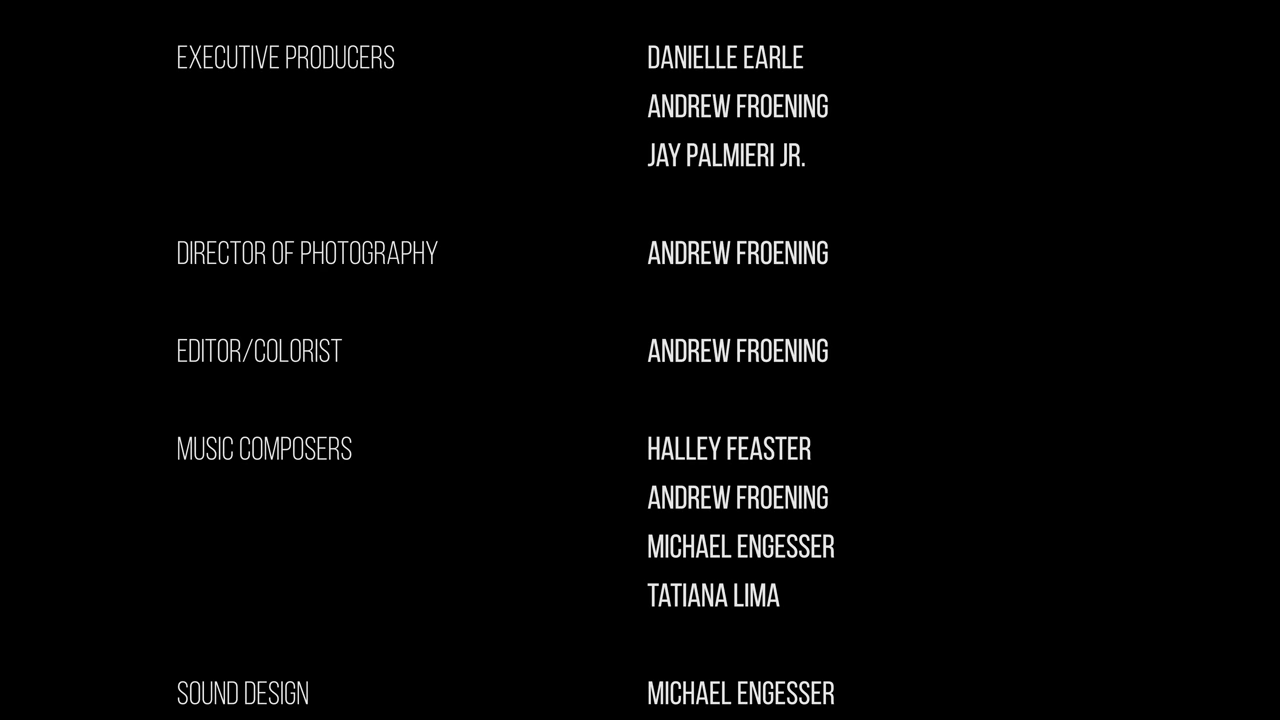 EXECUTIVE PRODUCERS DANIELLE EARLE
ANDREW FROENING
JAY PALMIERI JR.
DIRECTOR OF PHOTOGRAPHY ANDREW FROENING
EDITOR/COLORIST ANDREW FROENING
MUSIC COMPOSERS HALLEY FEASTER
ANDREW FROENING
MICHAEL ENGESSER
TATIANA LIMA
SOUND DESIGN MICHAEL ENGESSER